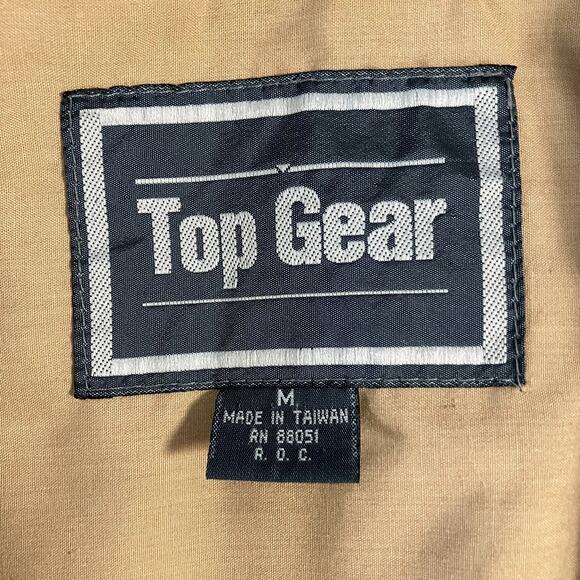 Top Gear
M
MADE IN TAIWAN
RN 88051
R. O. C.